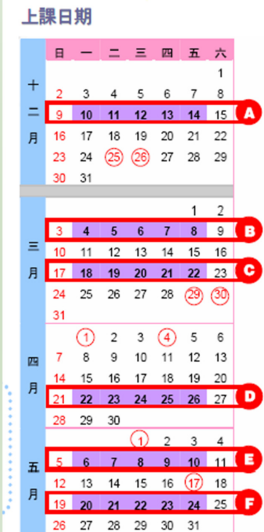 上課日期
日 一 二 三 四 五 六
十二月
1
2 3 4 5 6 7 8
9 10 11 12 13 14 15 A
16 17 18 19 20 21 22
23 24 25 26 27 28 29
30 31
三月
1 2
3 4 5 6 7 8 9 B
10 11 12 13 14 15 16
17 18 19 20 21 22 23 C
24 25 26 27 28 29 30
31
四月
1 2 3 4 5 6
7 8 9 10 11 12 13
14 15 16 17 18 19 20
21 22 23 24 25 26 27 D
28 29 30
五月
1 2 3 4
5 6 7 8 9 10 11 E
12 13 14 15 16 17 18
19 20 21 22 23 24 25 F
26 27 28 29 30 31